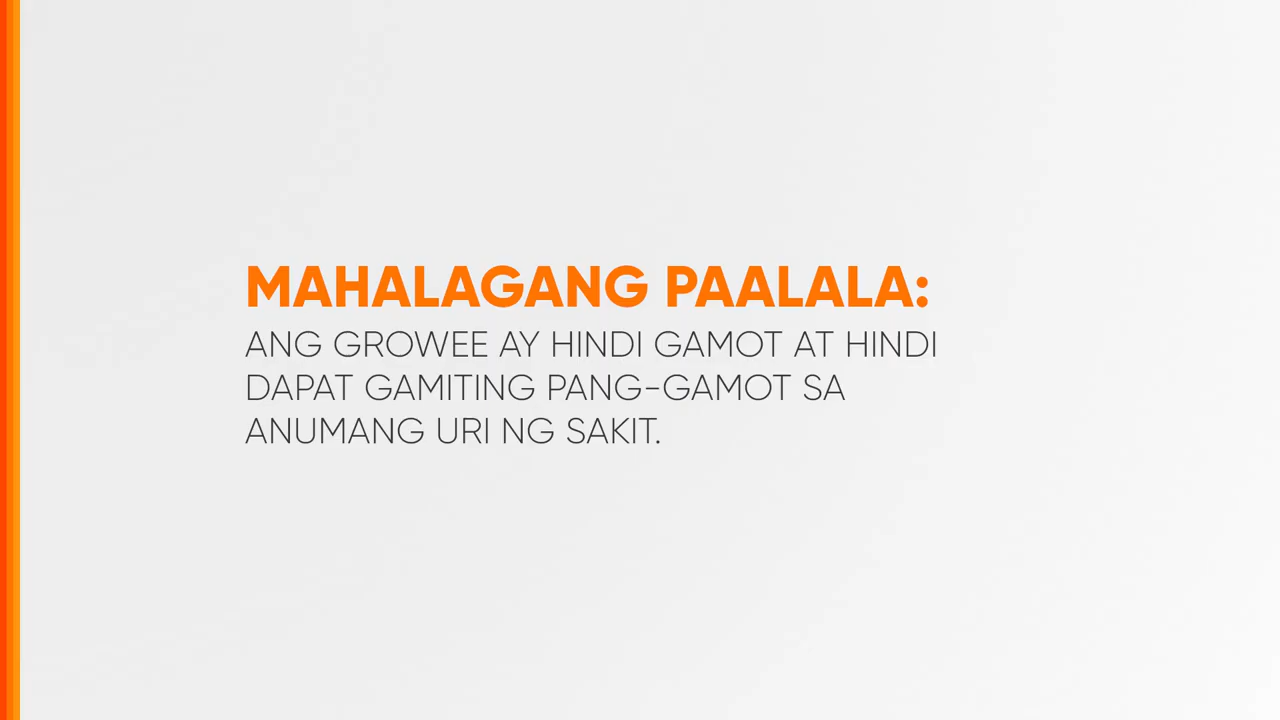 MAHALAGANG PAALALA:
ANG GROWEE AY HINDI GAMOT AT HINDI
DAPAT GAMITING PANG-GAMOT SA
ANUMANG URI NG SAKIT.